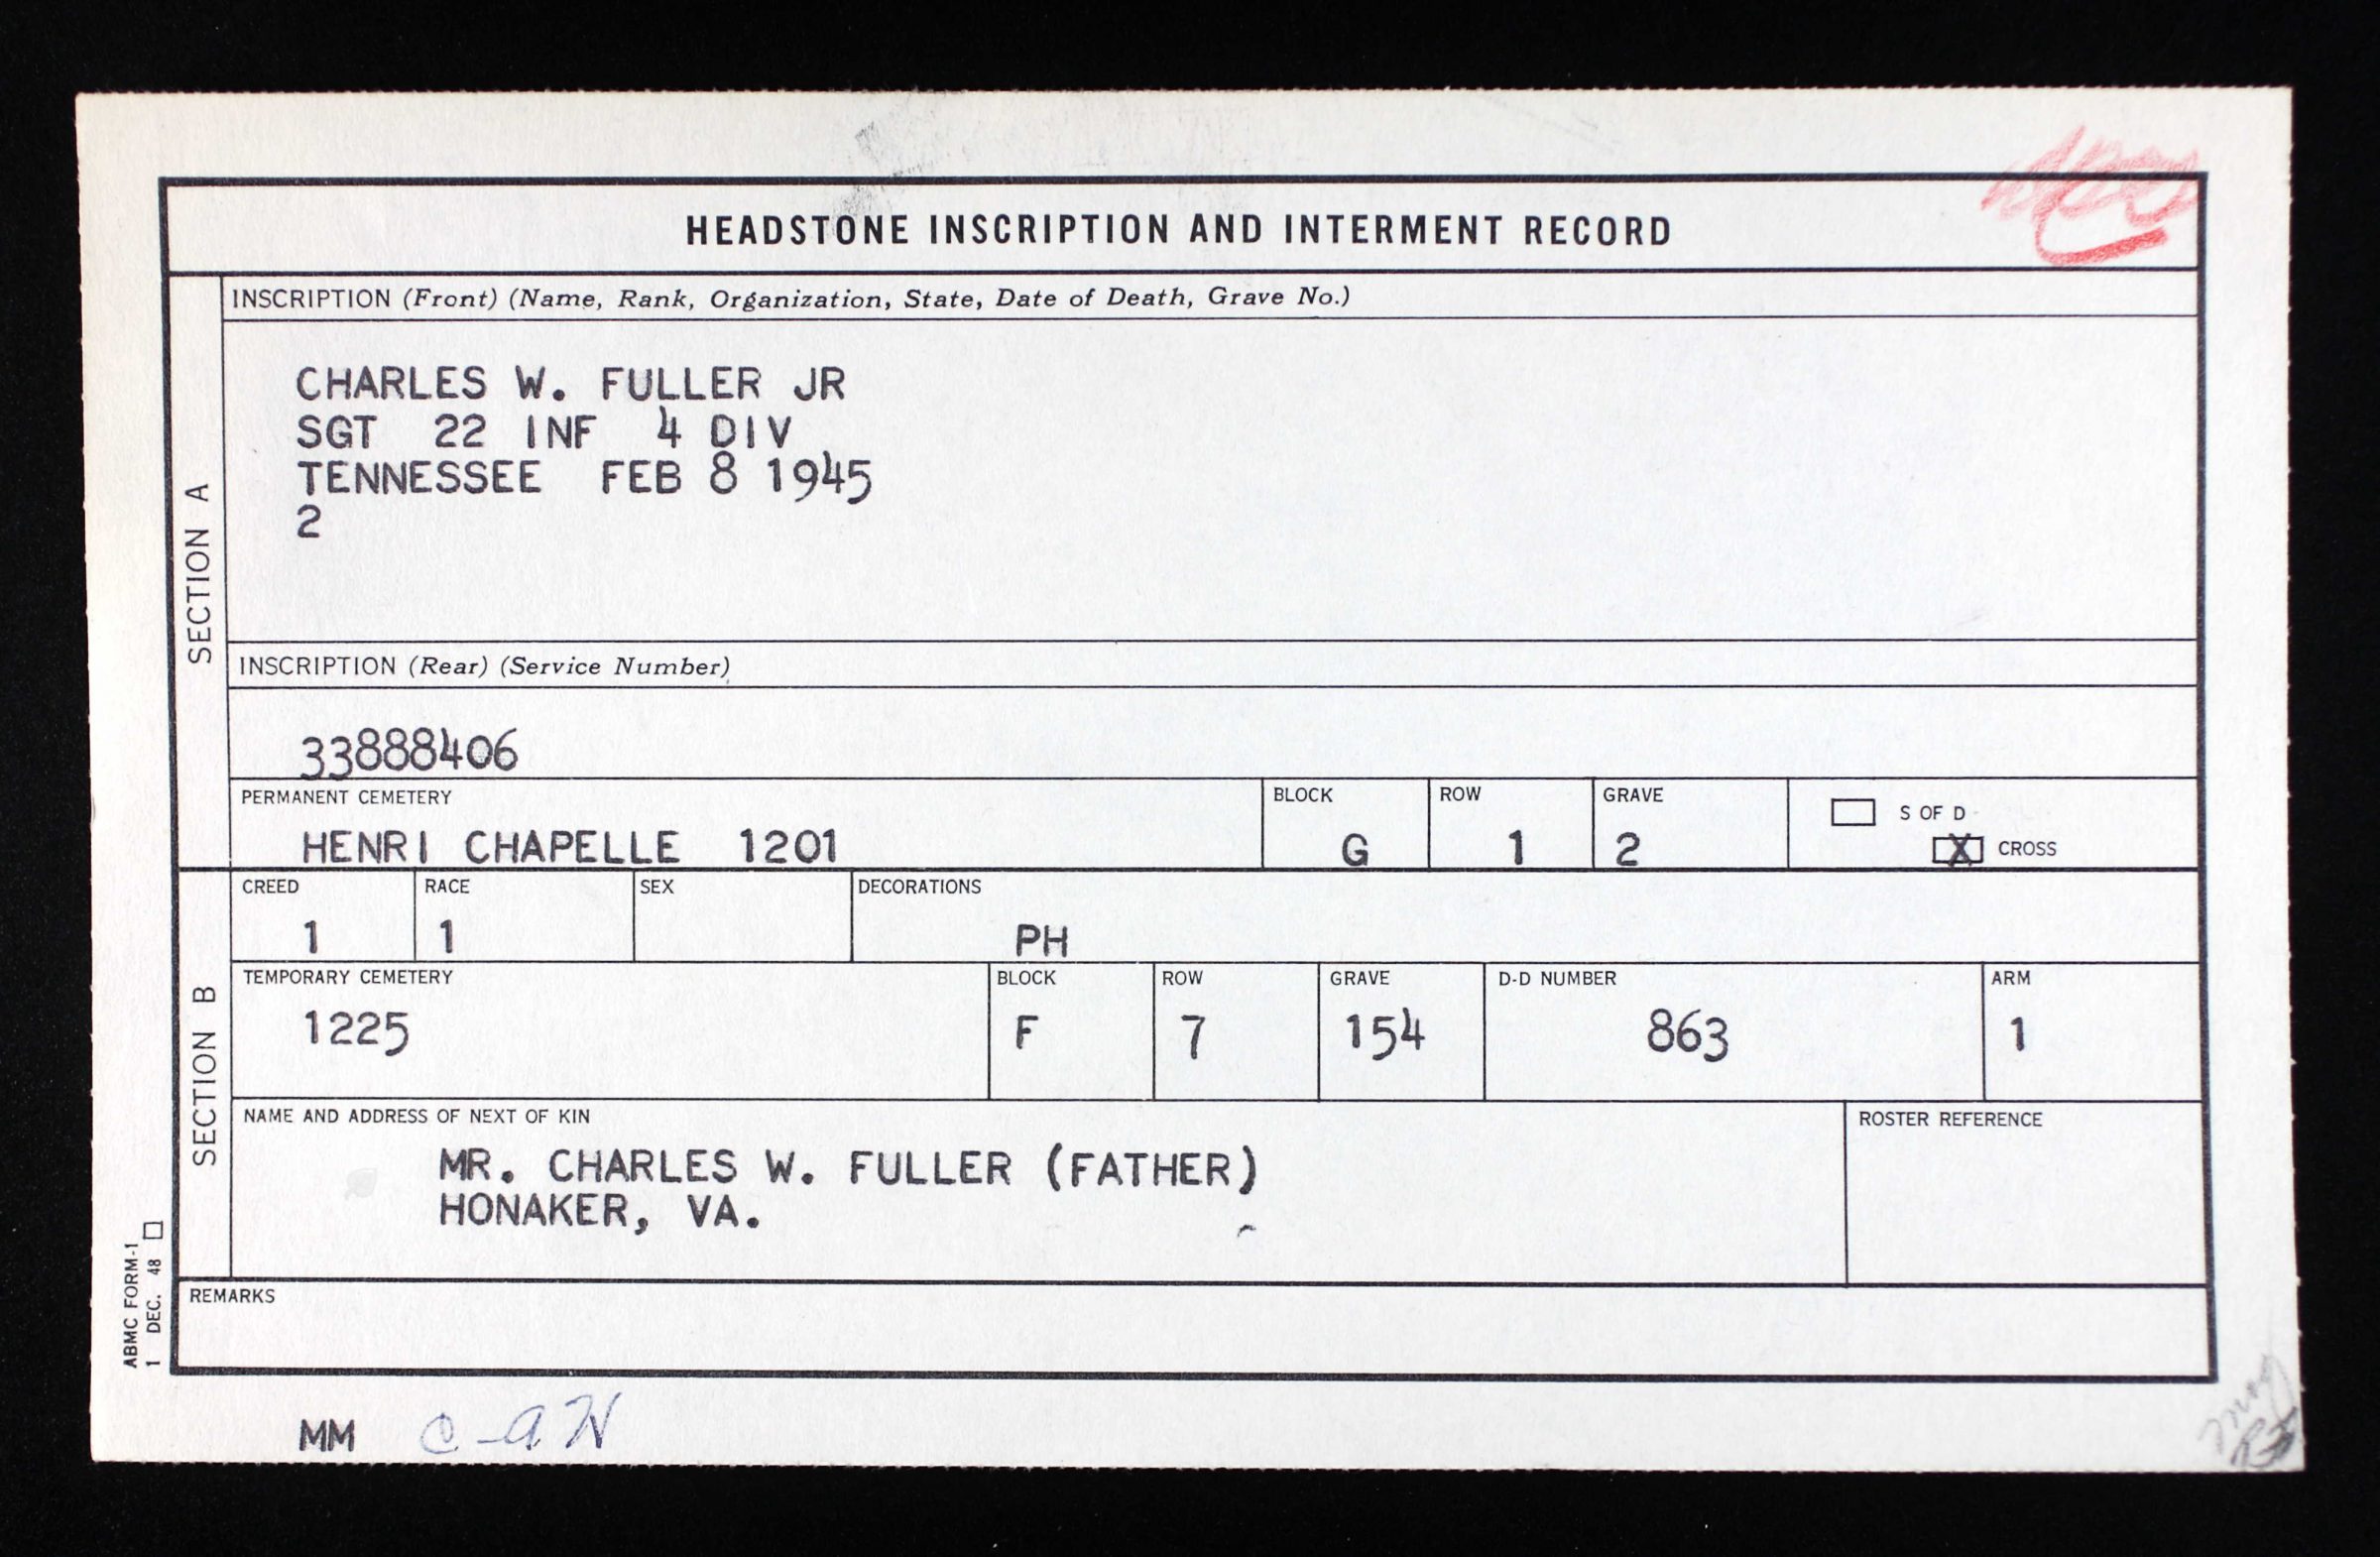 HEADSTONE INSCRIPTION AND INTERMENT RECORD
SECTION A
INSCRIPTION (Front) (Name, Rank, Organization, State, Date of Death, Grave No.)
CHARLES W. FULLER JR
SGT 22 INF 4 DIV
TENNESSEE FEB 8 1945
2
INSCRIPTION (Rear) (Service Number)
33888406
PERMANENT CEMETERY BLOCK ROW GRAVE
S OF D
HENRI CHAPELLE 1201 G 1 2 X CROSS
SECTION B
CREED RACE SEX DECORATIONS
1 1 PH
TEMPORARY CEMETERY BLOCK ROW GRAVE D-D NUMBER ARM
1225 F 7 154 863 1
NAME AND ADDRESS OF NEXT OF KIN ROSTER REFERENCE
MR. CHARLES W. FULLER (FATHER)
HONAKER, VA.
REMARKS
ABMC FORM-1
1 DEC. 48
MM